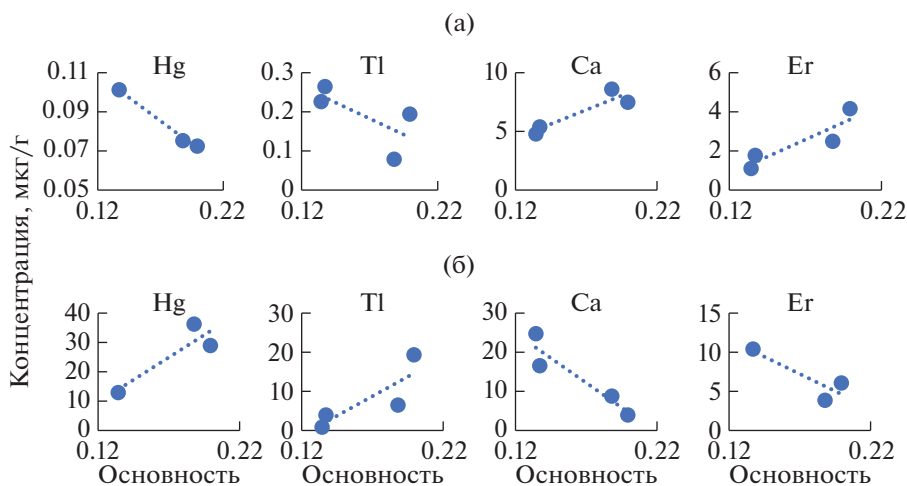 (а)
Hg Tl Ca Er
0.11 0.3 10 6
0.09 0.2 4
5
0.07 0.1 2
0.05 0 0 0
0.12 0.22 0.12 0.22 0.12 0.22 0.12 0.22
Концентрация, мкг/г
(б)
Hg Tl Ca Er
40 30 30 15
30 20 20 10
20
10 10 5
10
0 0 0 0
0.12 0.22 0.12 0.22 0.12 0.22 0.12 0.22
Основность Основность Основность Основность